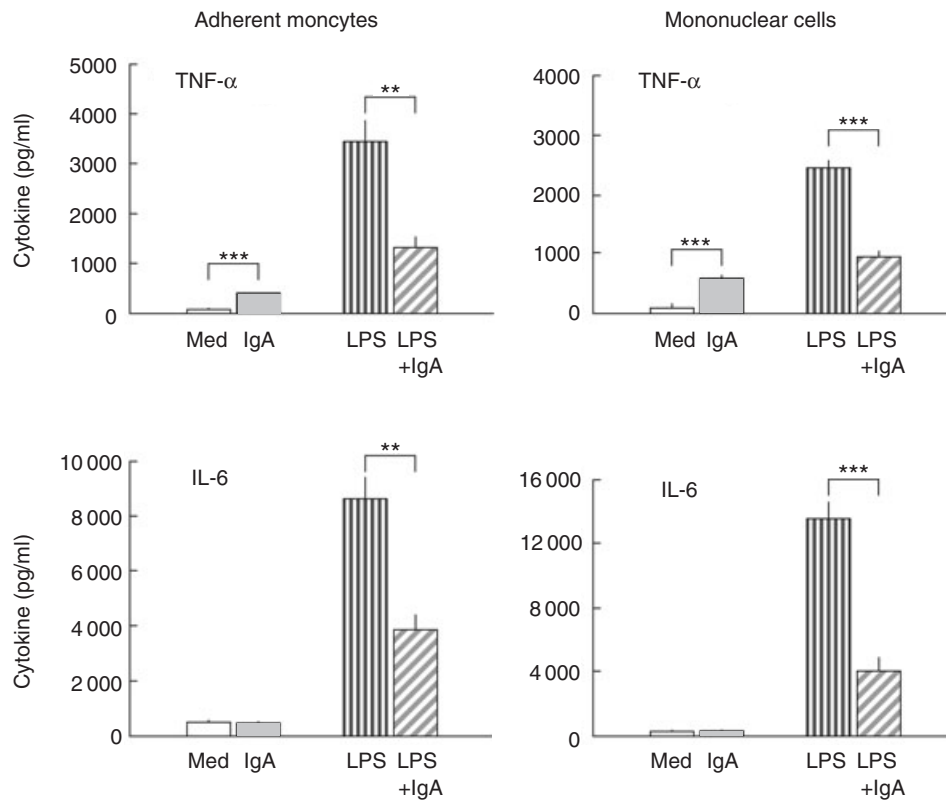 Adherent moncytes
Mononuclear cells
TNF-α
5000
4000
3000
2000
1000
0
Cytokine (pg/ml)
***
**
Med IgA LPS LPS
+IgA
TNF-α
4000
3000
2000
1000
0
***
***
Med IgA LPS LPS
+IgA
IL-6
10 000
8 000
6 000
4 000
2 000
0
Cytokine (pg/ml)
**
Med IgA LPS LPS
+IgA
IL-6
16 000
12 000
8 000
4 000
0
***
Med IgA LPS LPS
+IgA